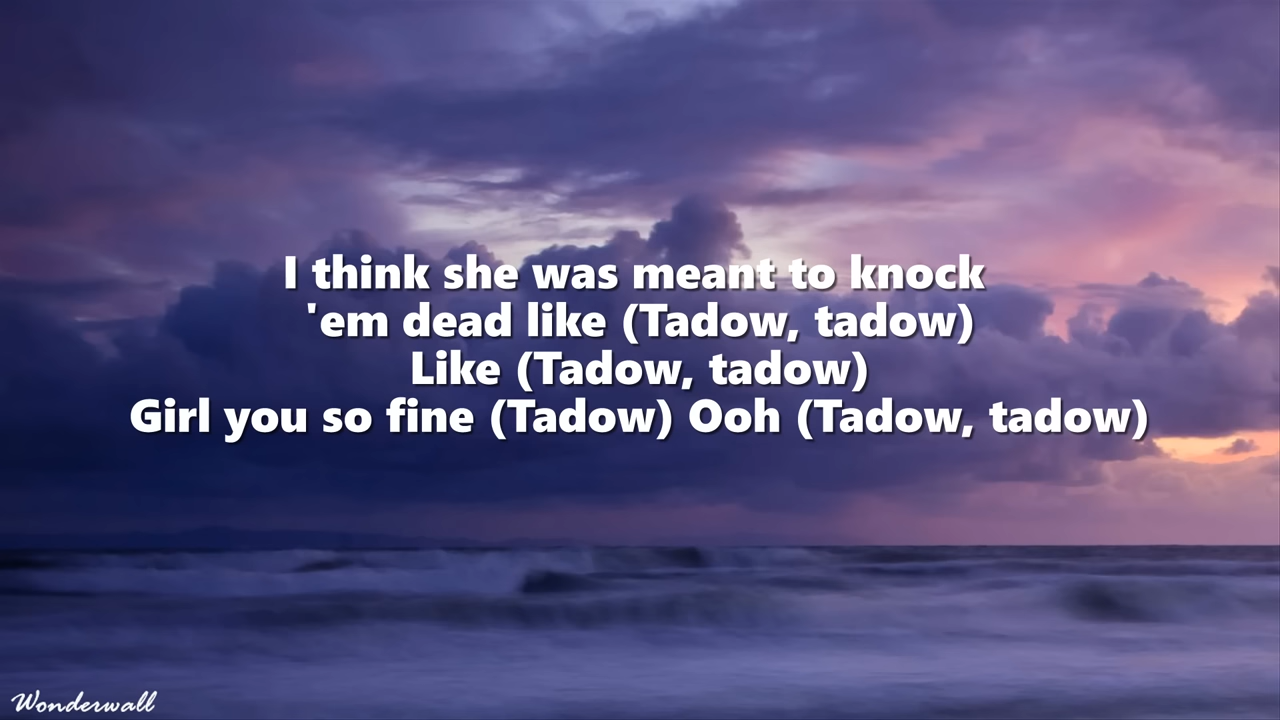 I think she was meant to knock
'em dead like (Tadow, tadow)
Like (Tadow, tadow)
Girl you so fine (Tadow) Ooh (Tadow, tadow)
Wonderwall